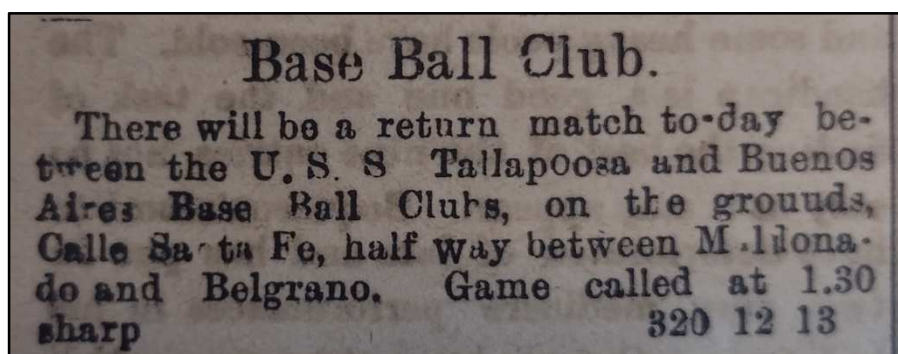 Base Ball Club.
There will be a return match to-day be-
tween the U. S. S Tallapoosa and Buenos
Aires Base Ball Clubs, on the grouuds,
Calle Santa Fe, half way between Maldona-
do and Belgrano. Game called at 1.30
sharp 320 12 13